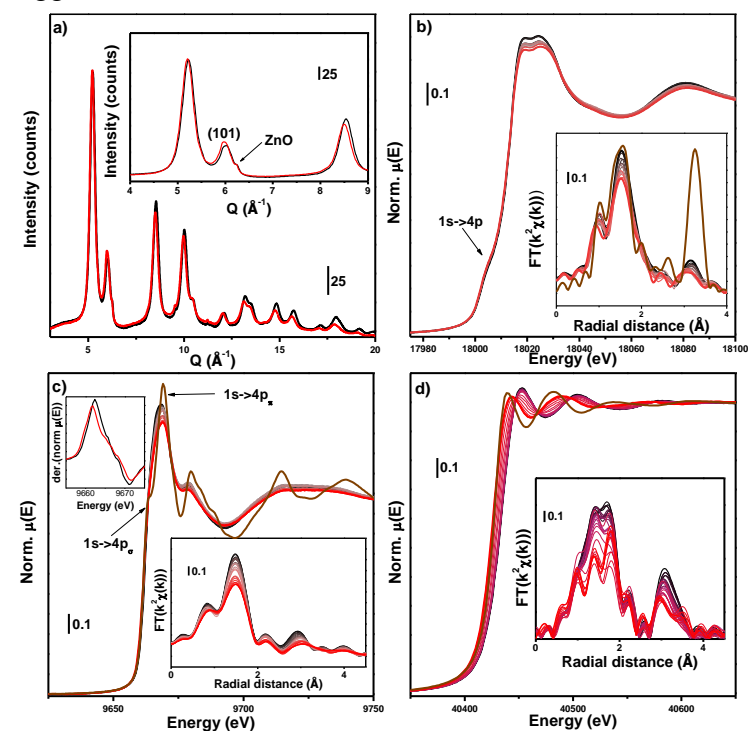 a)
Intensity (counts)
Q (Å⁻¹)
5
10
15
20
25
Intensity (counts)
Q (Å⁻¹)
4
5
6
7
8
9
(101)
ZnO
25
b)
Norm. μ(E)
Energy (eV)
17980
18000
18020
18040
18060
18080
18100
0.1
1s->4p
FT(k²χ(k))
Radial distance (Å)
0
1
2
3
4
0.1
c)
Norm. μ(E)
Energy (eV)
9650
9700
9750
0.1
1s->4pπ
1s->4pσ
der.(norm μ(E))
Energy (eV)
9660
9670
FT(k²χ(k))
Radial distance (Å)
0
2
4
0.1
d)
Norm. μ(E)
Energy (eV)
40400
40500
40600
0.1
FT(k²χ(k)))
Radial distance (Å)
0
2
4
0.1